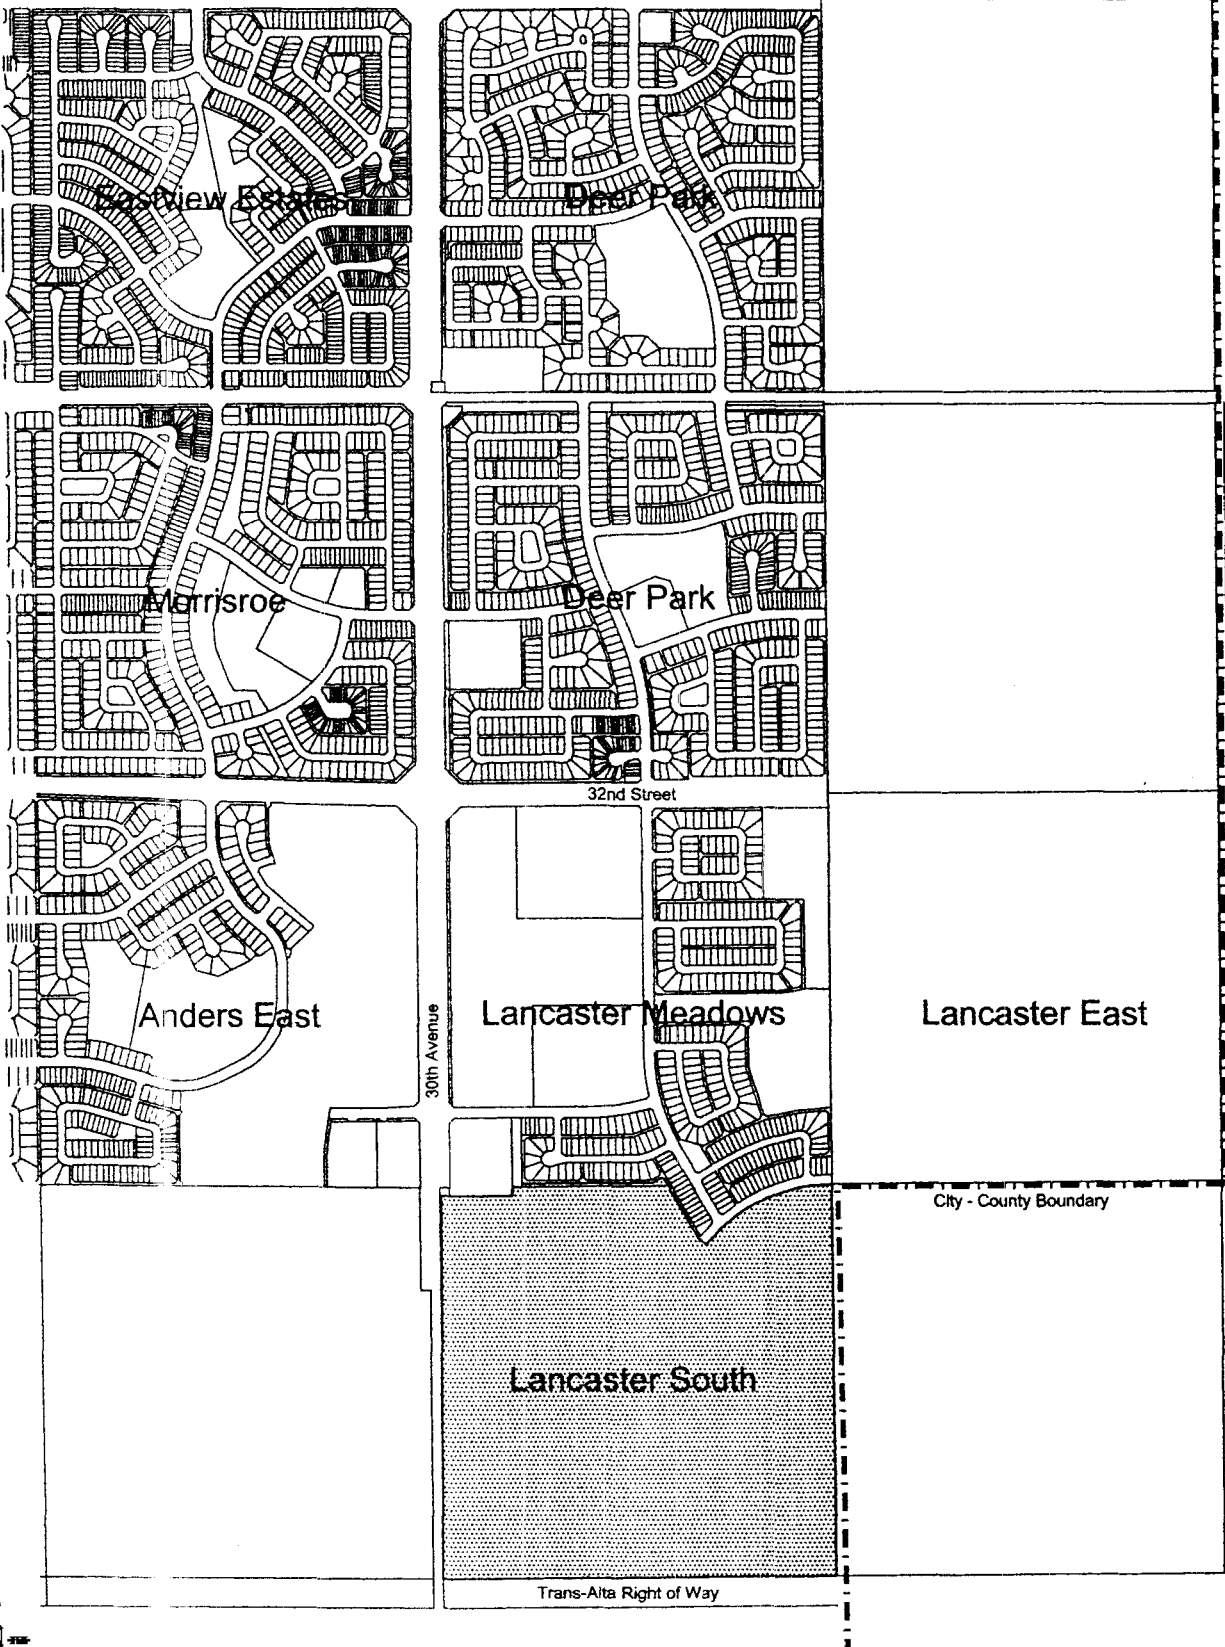 Eastview Estates
Deer Park
Morrisroe
Deer Park
32nd Street
Anders East
30th Avenue
Lancaster Meadows
Lancaster East
City - County Boundary
Lancaster South
Trans-Alta Right of Way